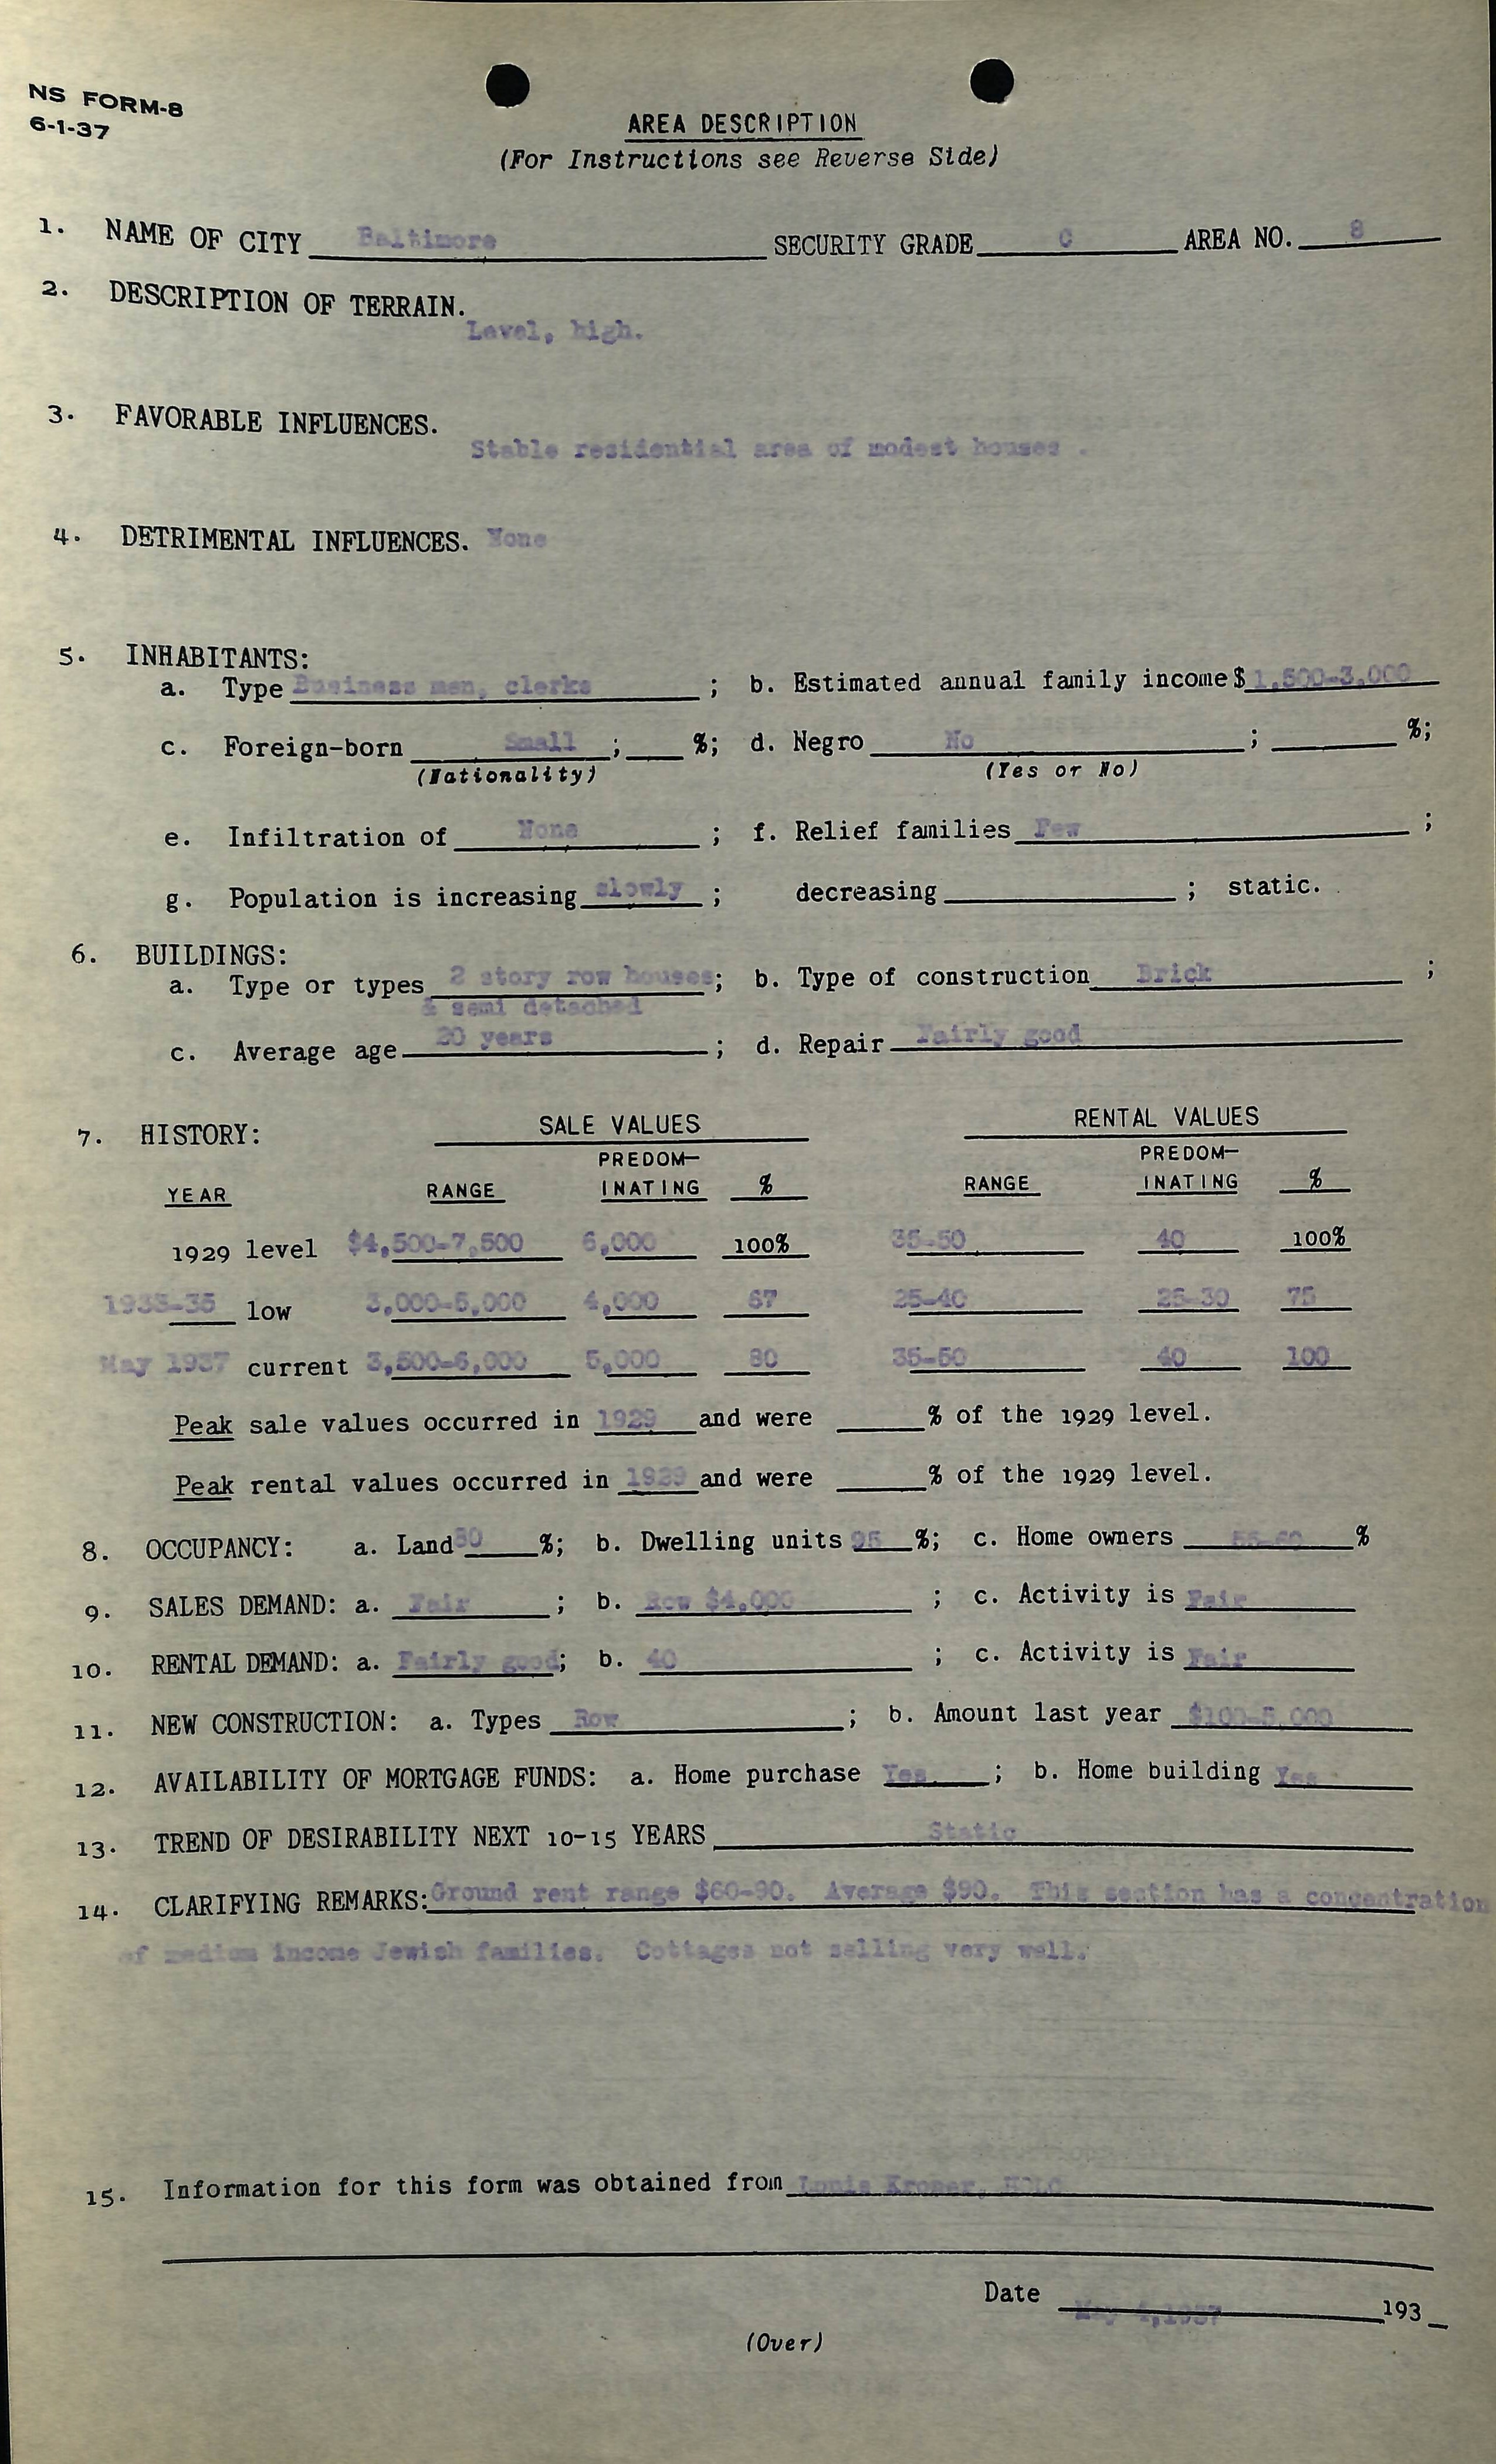 NS FORM-8
6-1-37
AREA DESCRIPTION
(For Instructions see Reverse Side)
1. NAME OF CITY Baltimore SECURITY GRADE C AREA NO. 8
2. DESCRIPTION OF TERRAIN.
Level, high.
3. FAVORABLE INFLUENCES.
Stable residential area of modest houses .
4. DETRIMENTAL INFLUENCES. None
5. INHABITANTS:
a. Type Business men, clerks ; b. Estimated annual family income $ 1,500-3,000
c. Foreign-born Small ; %; d. Negro No ; %;
(Nationality) (Yes or No)
e. Infiltration of None ; f. Relief families Few ;
g. Population is increasing slowly ; decreasing ; static.
6. BUILDINGS:
a. Type or types 2 story row houses ; b. Type of construction Brick ;
& semi detached
c. Average age 20 years ; d. Repair Fairly good
7. HISTORY: SALE VALUES RENTAL VALUES
PREDOM- PREDOM-
YEAR RANGE INATING % RANGE INATING %
1929 level $4,500-7,500 6,000 100% 35-50 40 100%
low 3,000-5,000 4,000 67 25-40 25-30 75
May 1937 current 3,500-6,000 5,000 80 35-50 40 100
Peak sale values occurred in 1929 and were % of the 1929 level.
Peak rental values occurred in 1929 and were % of the 1929 level.
8. OCCUPANCY: a. Land %; b. Dwelling units 95 %; c. Home owners 55-60 %
9. SALES DEMAND: a. Fair ; b. Row $4,000 ; c. Activity is Fair
10. RENTAL DEMAND: a. Fairly good ; b. 40 ; c. Activity is Fair
11. NEW CONSTRUCTION: a. Types Row ; b. Amount last year
12. AVAILABILITY OF MORTGAGE FUNDS: a. Home purchase Yes ; b. Home building Yes
13. TREND OF DESIRABILITY NEXT 10-15 YEARS Static
14. CLARIFYING REMARKS: Ground rent range $60-90. Average $90. This section has a concentration
of medium income Jewish families. Cottages not selling very well.
15. Information for this form was obtained from Louis Kroner, HOLC
Date May 4, 1937 193
(Over)